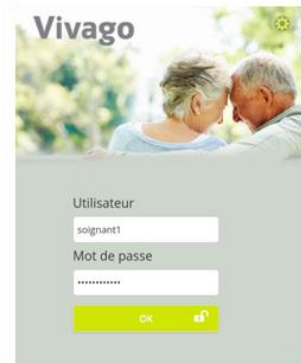 Vivago
Utilisateur
soignant1
Mot de passe
••••••••••••
OK